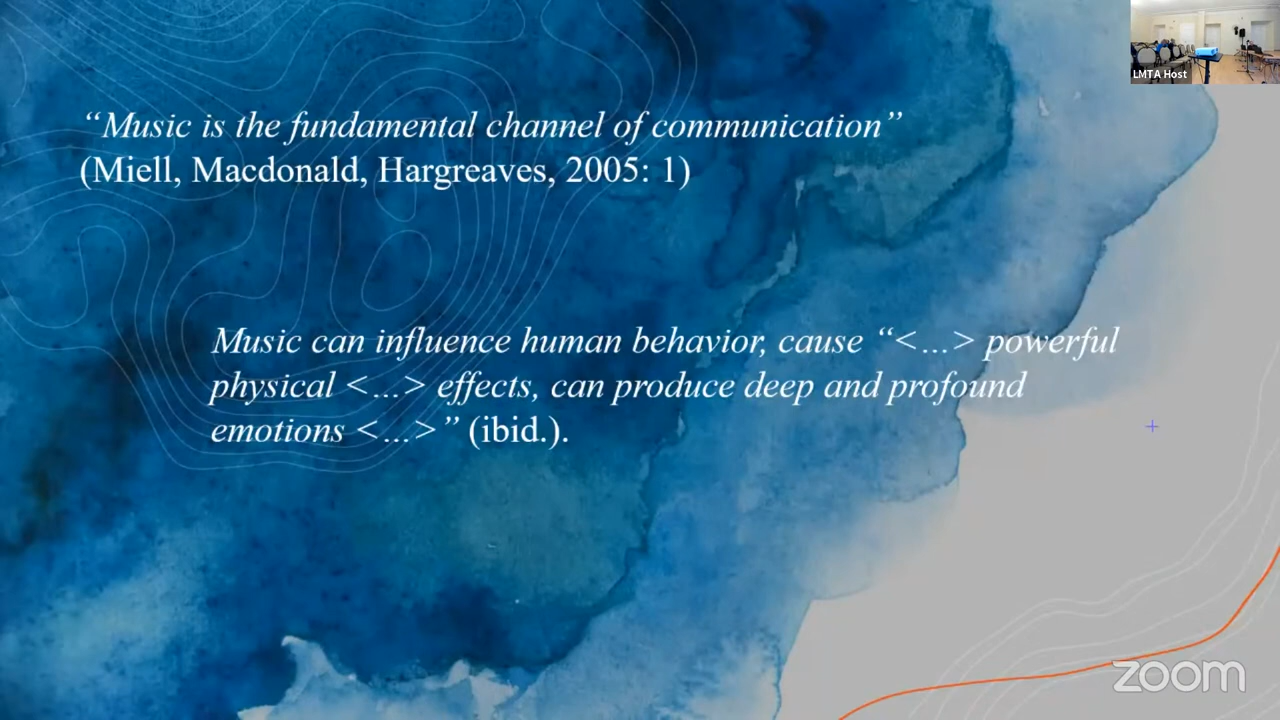 LMTA Host
“Music is the fundamental channel of communication”
(Miell, Macdonald, Hargreaves, 2005: 1)
Music can influence human behavior, cause “<...> powerful
physical <...> effects, can produce deep and profound
emotions <...>” (ibid.).
zoom